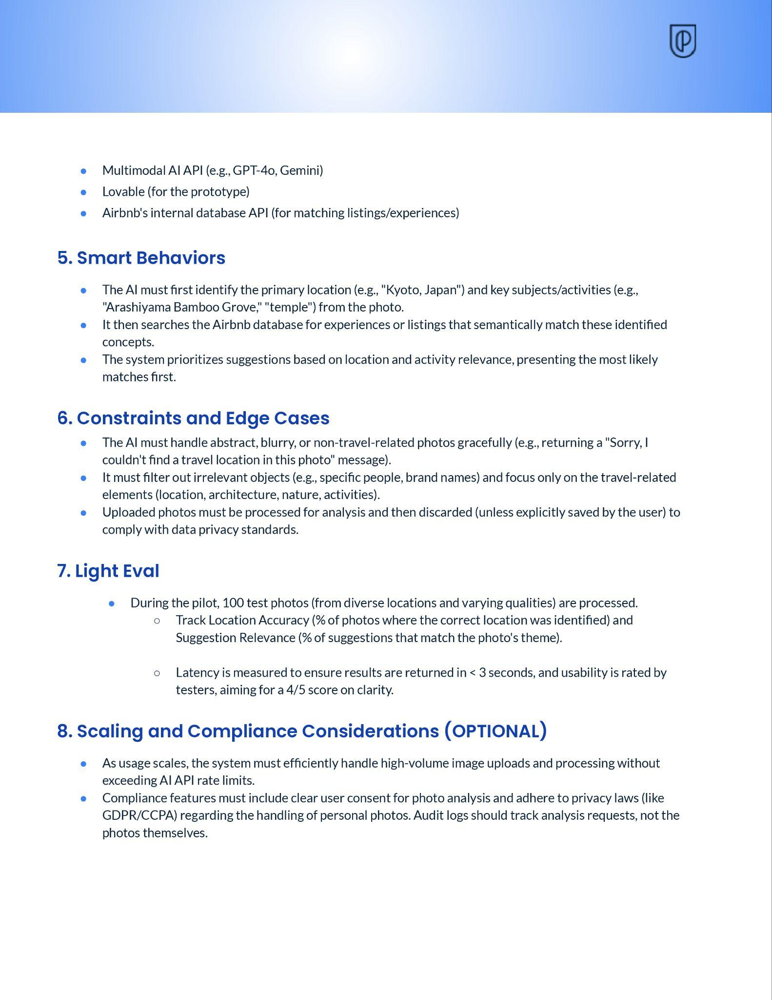 ● Multimodal AI API (e.g., GPT-4o, Gemini)
● Lovable (for the prototype)
● Airbnb's internal database API (for matching listings/experiences)
5. Smart Behaviors
● The AI must first identify the primary location (e.g., "Kyoto, Japan") and key subjects/activities (e.g.,
"Arashiyama Bamboo Grove," "temple") from the photo.
● It then searches the Airbnb database for experiences or listings that semantically match these identified
concepts.
● The system prioritizes suggestions based on location and activity relevance, presenting the most likely
matches first.
6. Constraints and Edge Cases
● The AI must handle abstract, blurry, or non-travel-related photos gracefully (e.g., returning a "Sorry, I
couldn't find a travel location in this photo" message).
● It must filter out irrelevant objects (e.g., specific people, brand names) and focus only on the travel-related
elements (location, architecture, nature, activities).
● Uploaded photos must be processed for analysis and then discarded (unless explicitly saved by the user) to
comply with data privacy standards.
7. Light Eval
● During the pilot, 100 test photos (from diverse locations and varying qualities) are processed.
○ Track Location Accuracy (% of photos where the correct location was identified) and
Suggestion Relevance (% of suggestions that match the photo's theme).
○ Latency is measured to ensure results are returned in < 3 seconds, and usability is rated by
testers, aiming for a 4/5 score on clarity.
8. Scaling and Compliance Considerations (OPTIONAL)
● As usage scales, the system must efficiently handle high-volume image uploads and processing without
exceeding AI API rate limits.
● Compliance features must include clear user consent for photo analysis and adhere to privacy laws (like
GDPR/CCPA) regarding the handling of personal photos. Audit logs should track analysis requests, not the
photos themselves.